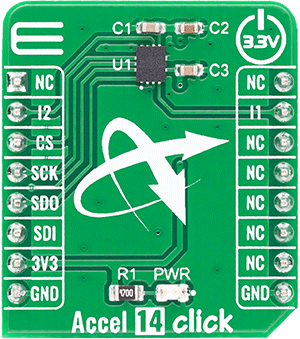 C1 C2
3.3V
U1 C3
NC NC
I2 I1
CS NC
SCK NC
SDO NC
SDI NC
3V3 NC
GND GND
R1 PWR
4700
Accel 14 click